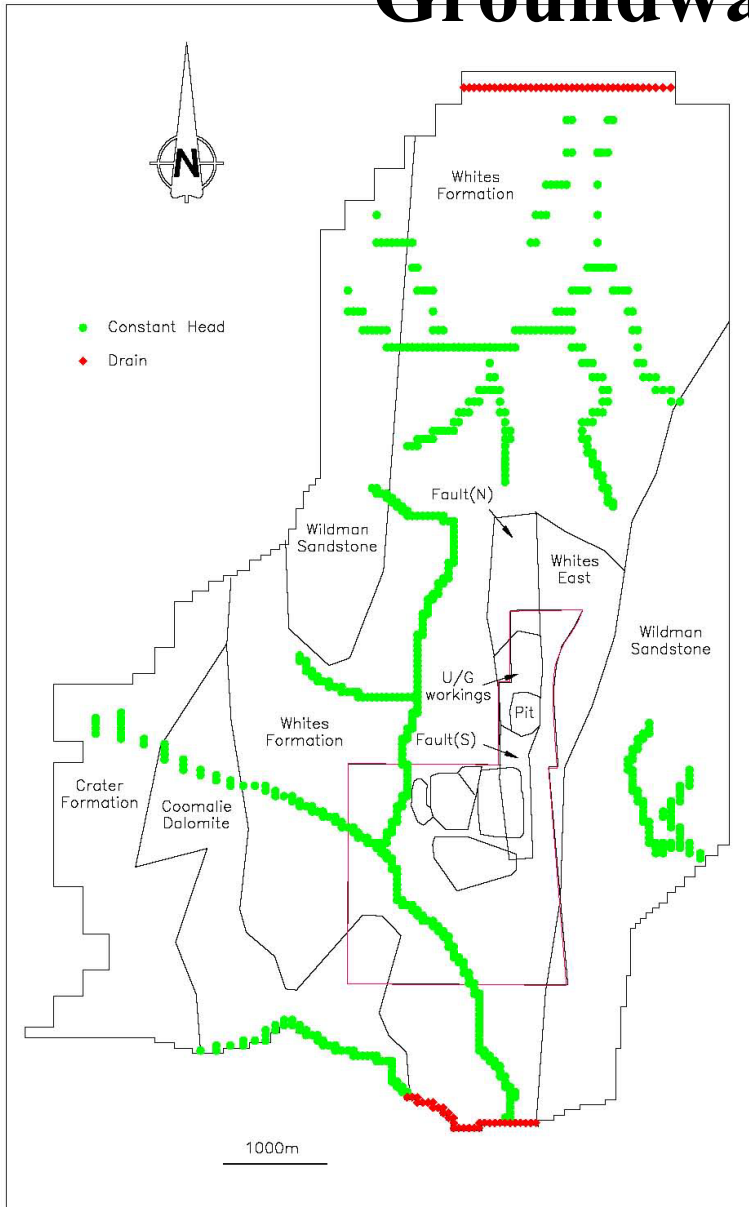 Groundwa
N
Whites
Formation
Constant Head
Drain
Fault(N)
Wildman
Sandstone
Whites
East
Wildman
Sandstone
U/G
workings
Pit
Whites
Formation
Fault(S)
Crater
Formation
Coomalie
Dalomite
1000m